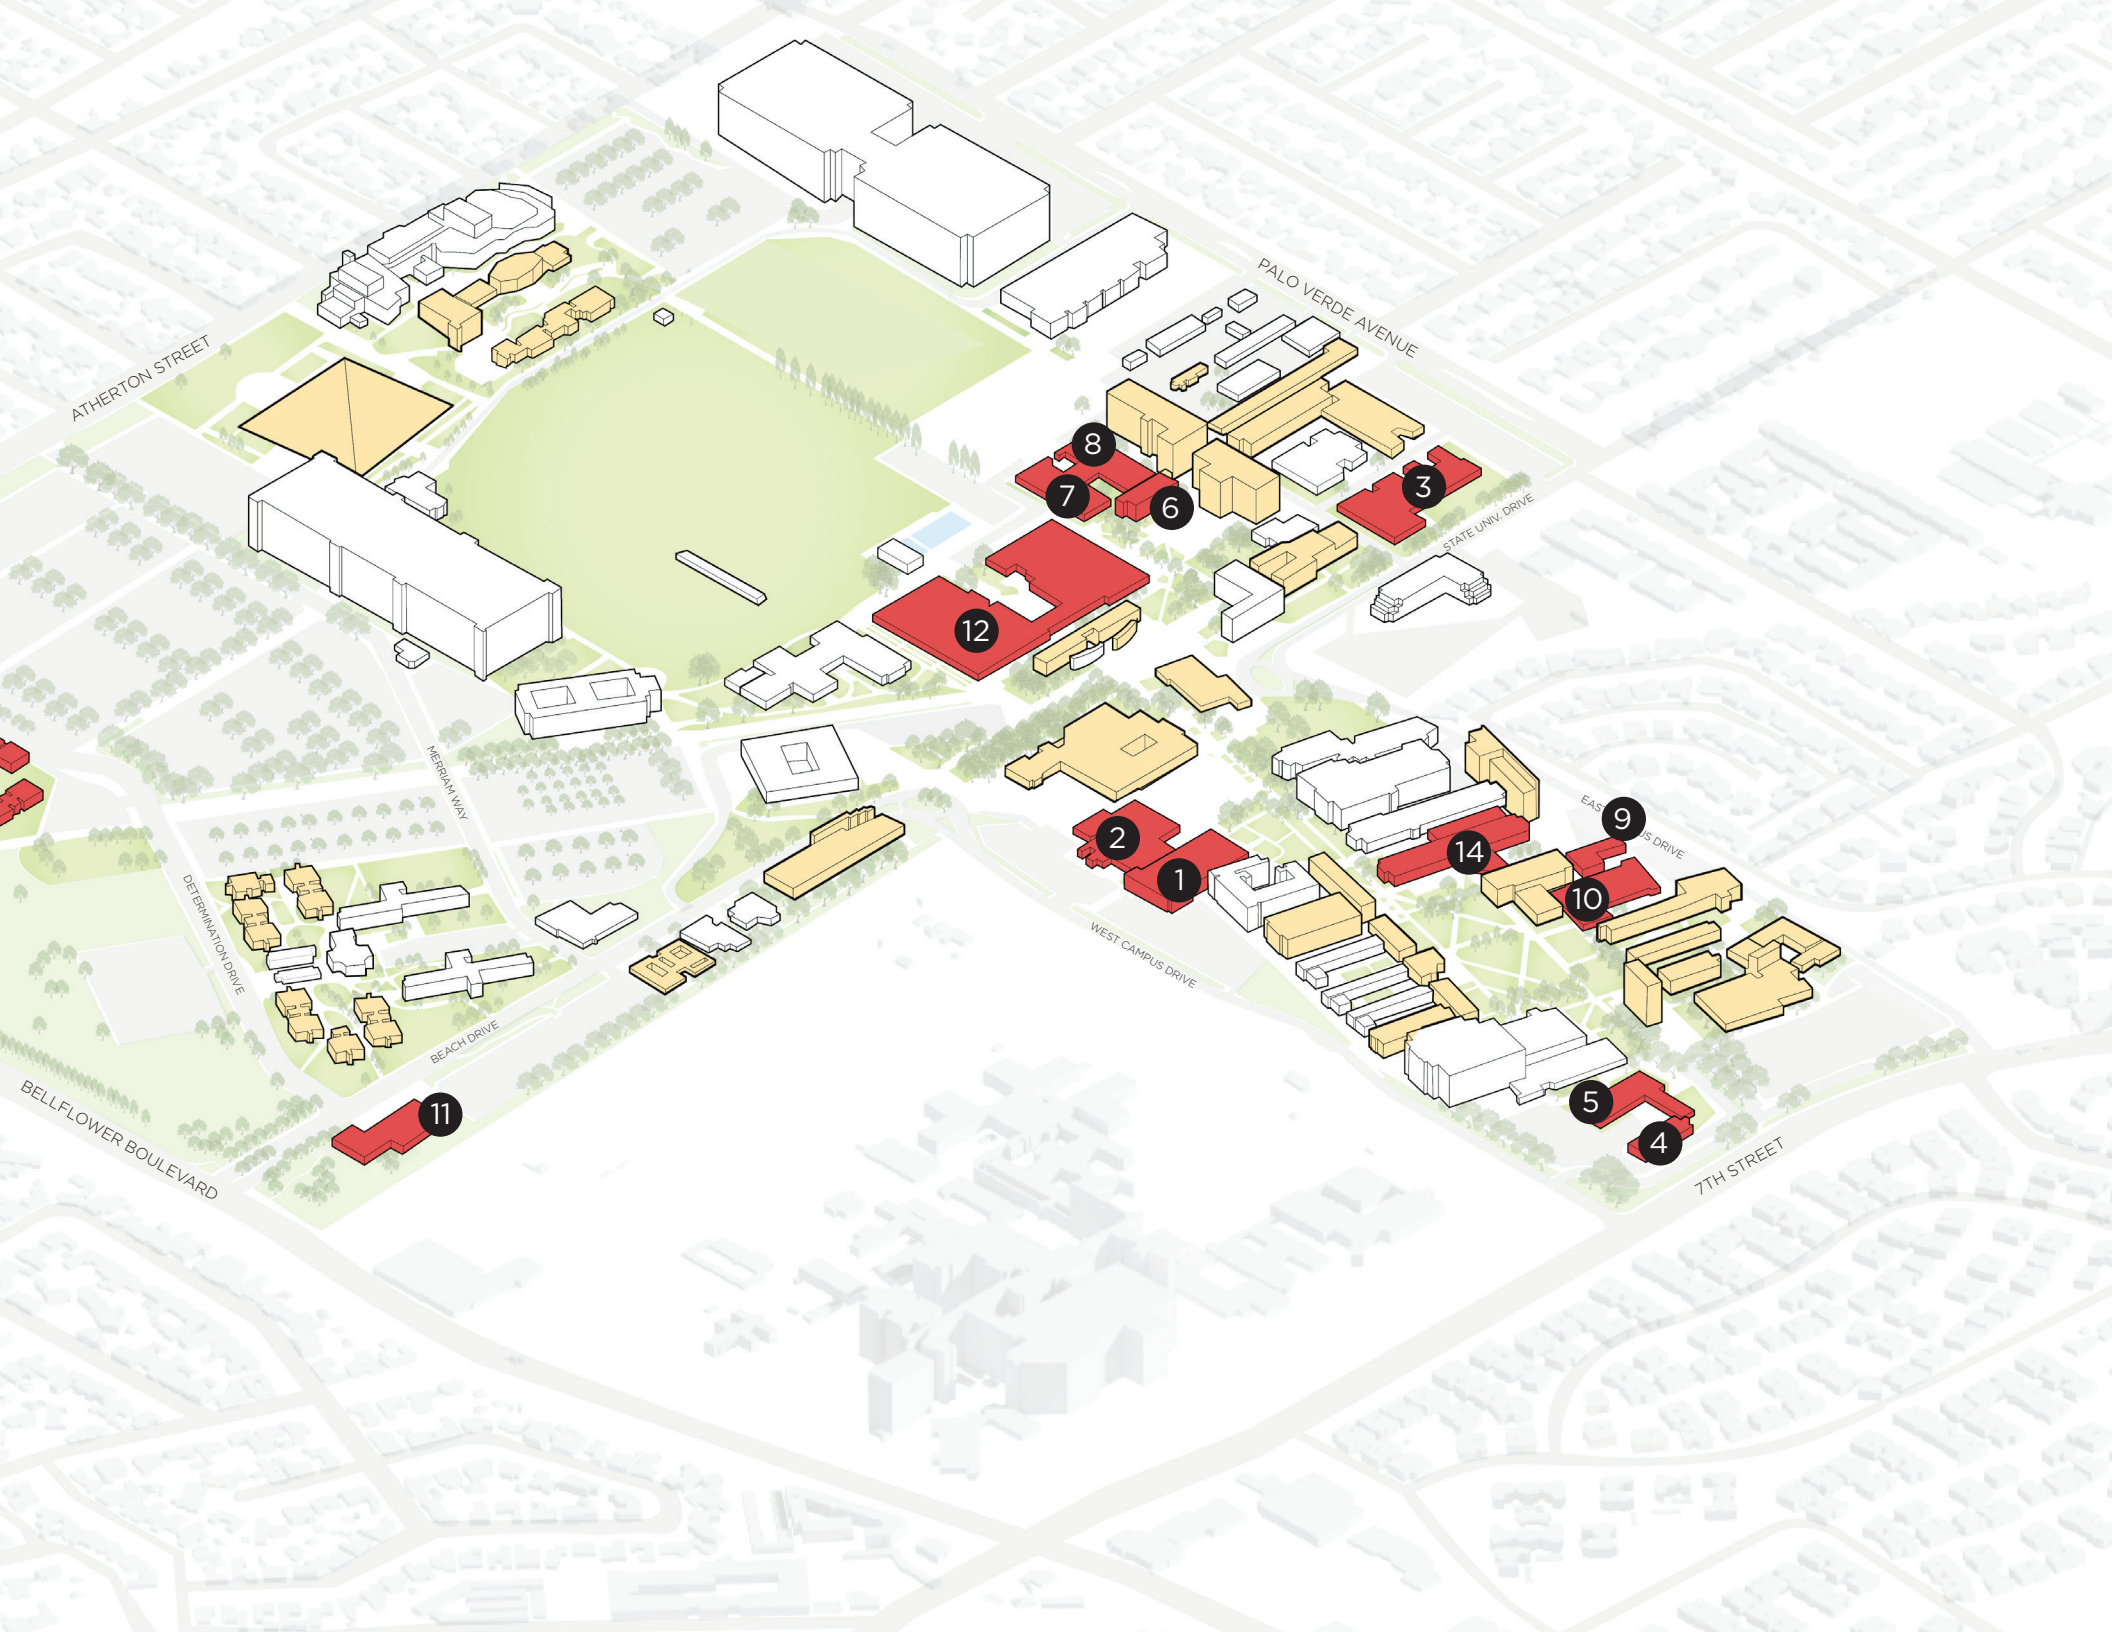 PALO VERDE AVENUE
ATHERTON STREET
8
7
6
3
STATE UNIV. DRIVE
12
MERRIAM WAY
2
1
14
9
10
DETERMINATION DRIVE
WEST CAMPUS DRIVE
BEACH DRIVE
11
5
4
BELLFLOWER BOULEVARD
7TH STREET